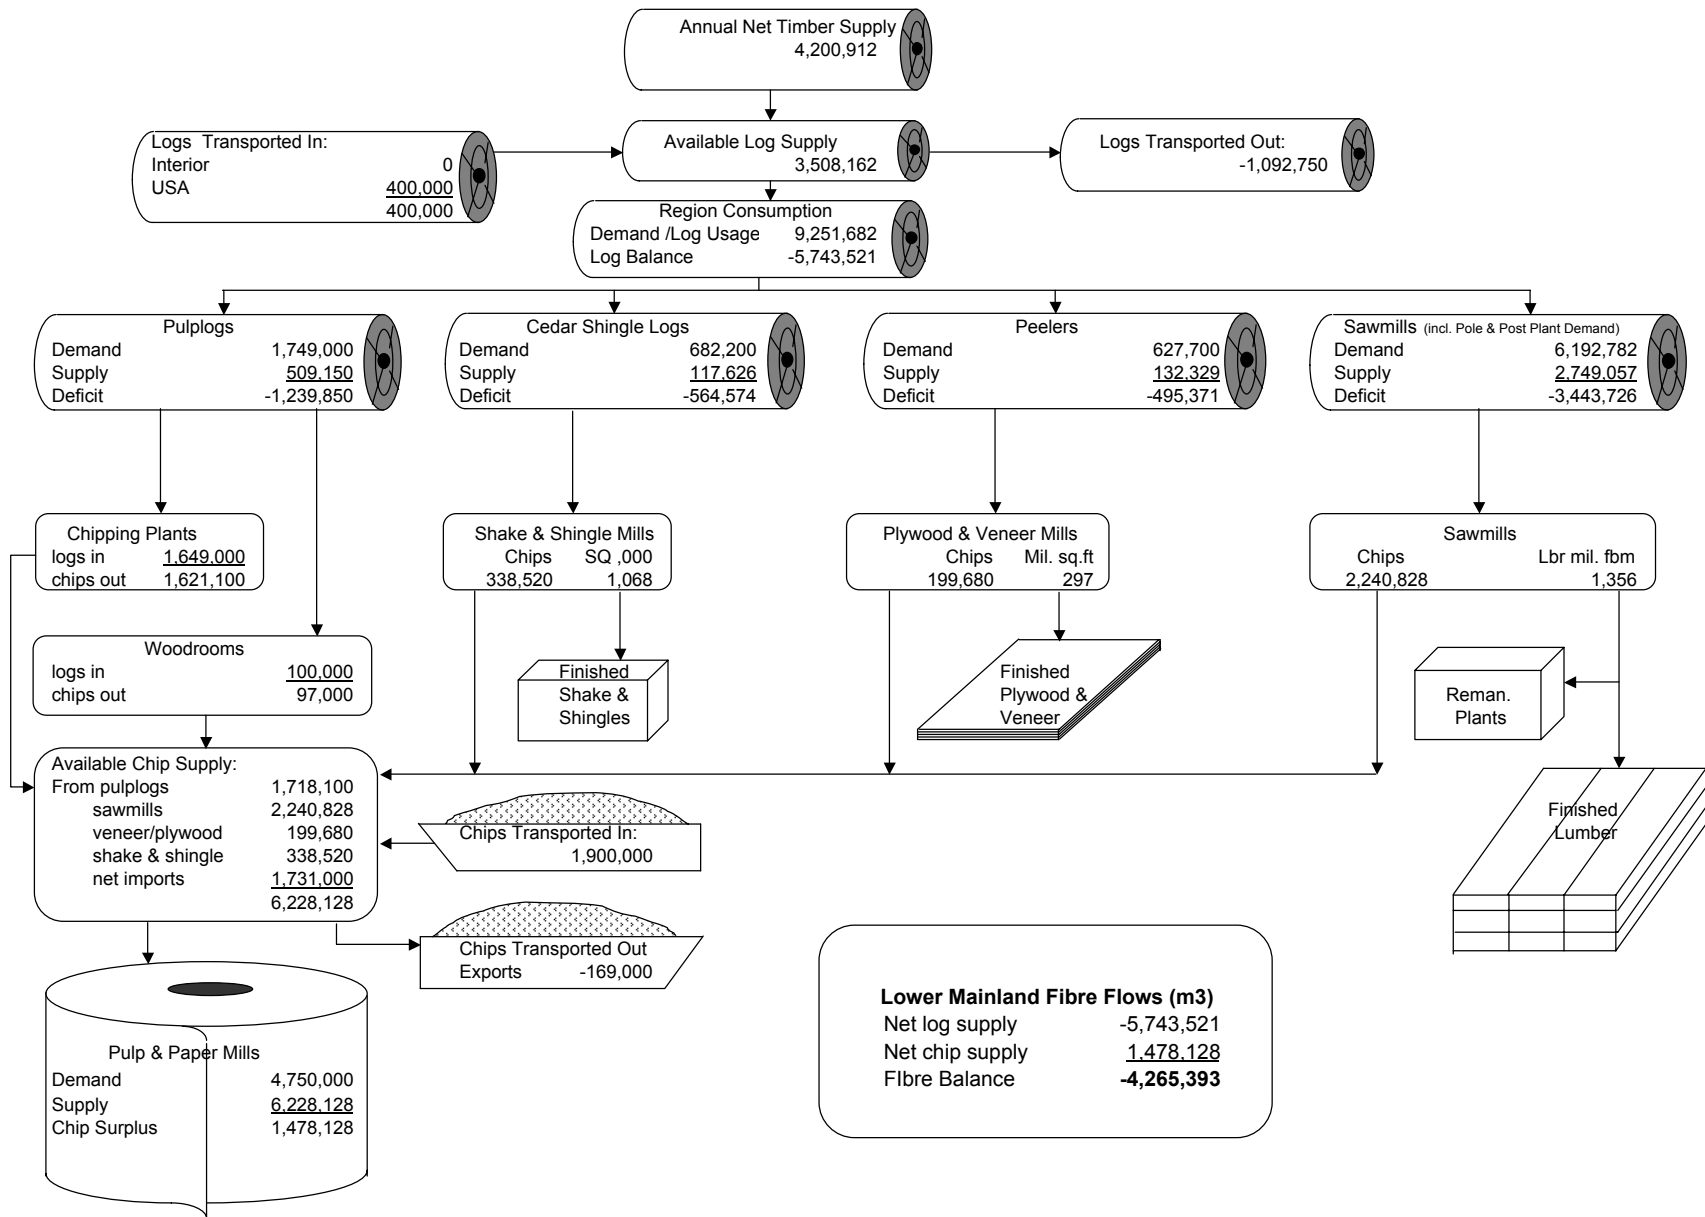 Annual Net Timber Supply
4,200,912
Logs Transported In:
Interior 0
USA 400,000
400,000
Available Log Supply
3,508,162
Logs Transported Out:
-1,092,750
Region Consumption
Demand /Log Usage 9,251,682
Log Balance -5,743,521
Pulplogs
Demand 1,749,000
Supply 509,150
Deficit -1,239,850
Cedar Shingle Logs
Demand 682,200
Supply 117,626
Deficit -564,574
Peelers
Demand 627,700
Supply 132,329
Deficit -495,371
Sawmills (incl. Pole & Post Plant Demand)
Demand 6,192,782
Supply 2,749,057
Deficit -3,443,726
Chipping Plants
logs in 1,649,000
chips out 1,621,100
Shake & Shingle Mills
Chips SQ ,000
338,520 1,068
Plywood & Veneer Mills
Chips Mil. sq.ft
199,680 297
Sawmills
Chips Lbr mil. fbm
2,240,828 1,356
Woodrooms
logs in 100,000
chips out 97,000
Finished
Shake &
Shingles
Finished
Plywood &
Veneer
Reman.
Plants
Available Chip Supply:
From pulplogs 1,718,100
sawmills 2,240,828
veneer/plywood 199,680
shake & shingle 338,520
net imports 1,731,000
6,228,128
Chips Transported In:
1,900,000
Finished
Lumber
Chips Transported Out
Exports -169,000
Pulp & Paper Mills
Demand 4,750,000
Supply 6,228,128
Chip Surplus 1,478,128
Lower Mainland Fibre Flows (m3)
Net log supply -5,743,521
Net chip supply 1,478,128
FIbre Balance -4,265,393